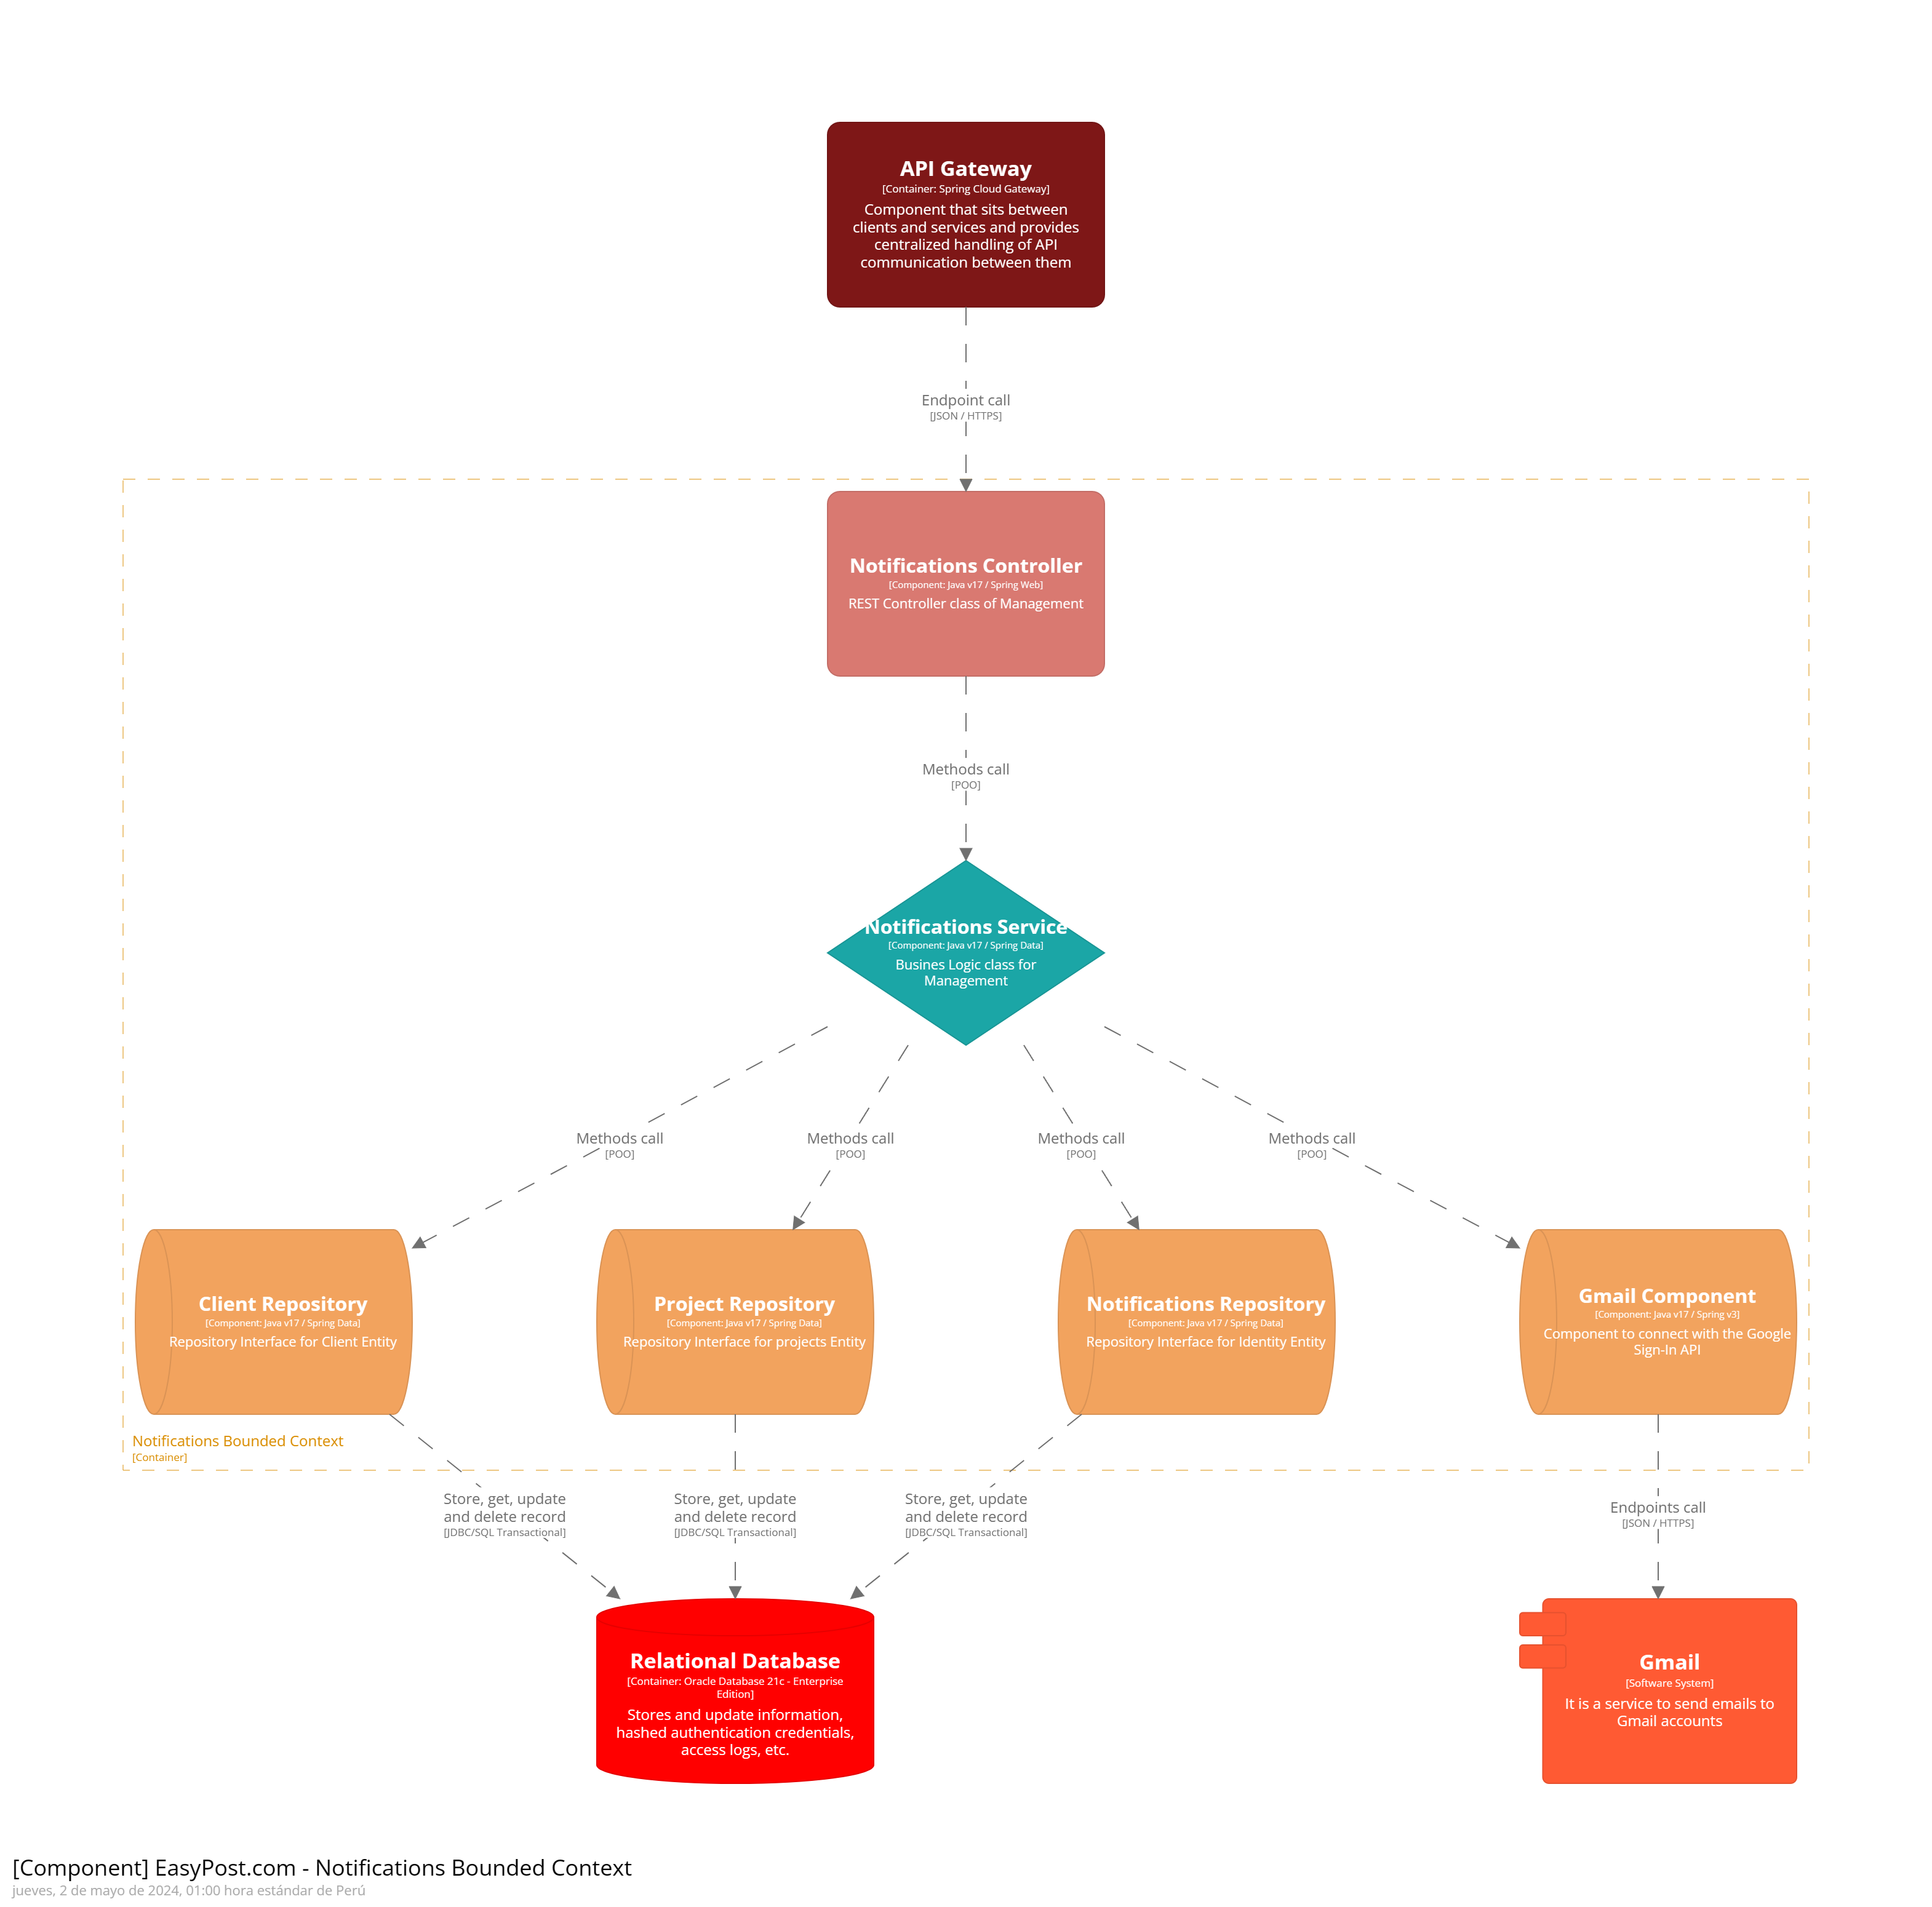 API Gateway
[Container: Spring Cloud Gateway]
Component that sits between
clients and services and provides
centralized handling of API
communication between them
Endpoint call
[JSON / HTTPS]
Notifications Controller
[Component: Java v17 / Spring Web]
REST Controller class of Management
Methods call
[POO]
Notifications Service
[Component: Java v17 / Spring Data]
Busines Logic class for
Management
Methods call
[POO]
Methods call
[POO]
Methods call
[POO]
Methods call
[POO]
Client Repository
[Component: Java v17 / Spring Data]
Repository Interface for Client Entity
Project Repository
[Component: Java v17 / Spring Data]
Repository Interface for projects Entity
Notifications Repository
[Component: Java v17 / Spring Data]
Repository Interface for Identity Entity
Gmail Component
[Component: Java v17 / Spring v3]
Component to connect with the Google
Sign-In API
Notifications Bounded Context
[Container]
Store, get, update
and delete record
[JDBC/SQL Transactional]
Store, get, update
and delete record
[JDBC/SQL Transactional]
Store, get, update
and delete record
[JDBC/SQL Transactional]
Endpoints call
[JSON / HTTPS]
Relational Database
[Container: Oracle Database 21c - Enterprise
Edition]
Stores and update information,
hashed authentication credentials,
access logs, etc.
Gmail
[Software System]
It is a service to send emails to
Gmail accounts
[Component] EasyPost.com - Notifications Bounded Context
jueves, 2 de mayo de 2024, 01:00 hora estándar de Perú